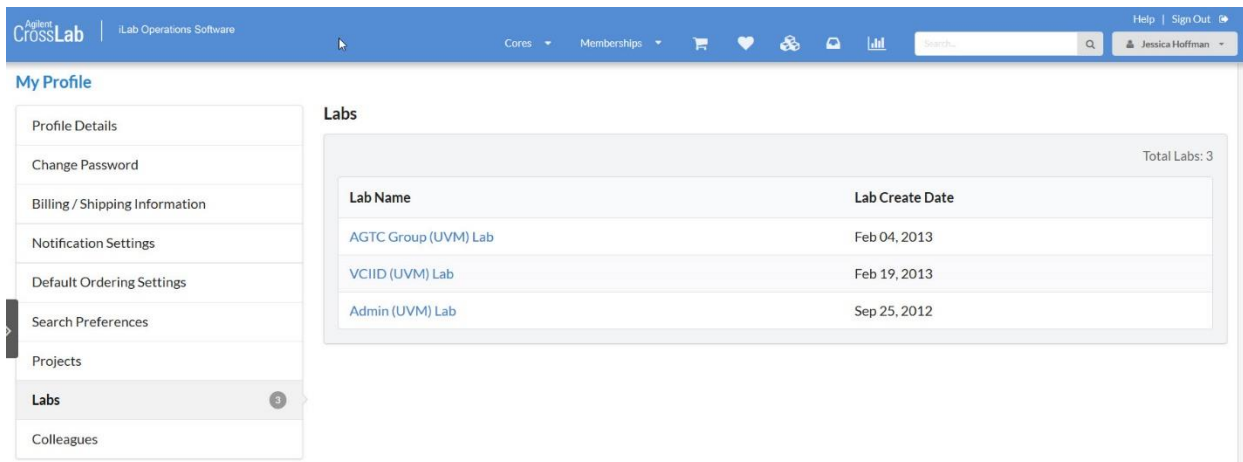 Agilent
CrossLab
iLab Operations Software
Cores
Memberships
Search...
Help | Sign Out
Jessica Hoffman
My Profile
Profile Details
Change Password
Billing / Shipping Information
Notification Settings
Default Ordering Settings
Search Preferences
Projects
Labs 3
Colleagues
Labs
Total Labs: 3
Lab Name Lab Create Date
AGTC Group (UVM) Lab Feb 04, 2013
VCIID (UVM) Lab Feb 19, 2013
Admin (UVM) Lab Sep 25, 2012